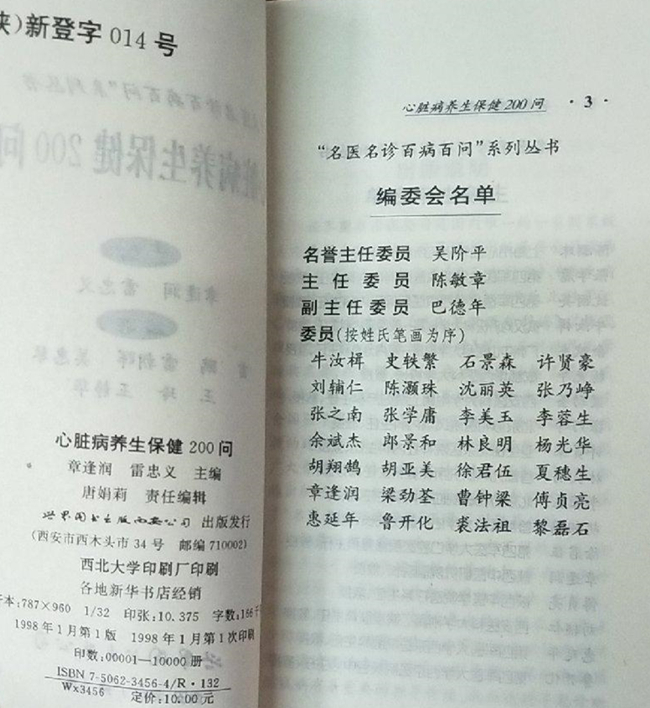 陕)新登字 014 号
心脏病养生保健 200 问
章逢润 雷忠义 主编
唐娟莉 责任编辑
世界图书出版西安公司 出版发行
(西安市西木头市 34 号 邮编 710002)
西北大学印刷厂印刷
各地新华书店经销
开本:787×960 1/32 印张:10.375 字数:166千
1998 年 1 月第 1 版 1998 年 1 月第 1 次印刷
印数:00001—10000 册
ISBN 7-5062-3456-4/R·132
Wx3456 定价:10.00 元
心脏病养生保健 200 问 ·3·
“名医名诊百病百问”系列丛书
编委会名单
名誉主任委员 吴阶平
主任委员 陈敏章
副主任委员 巴德年
委员(按姓氏笔画为序)
牛汝楫 史轶蘩 石景森 许贤豪
刘辅仁 陈灏珠 沈丽英 张乃峥
张之南 张学庸 李美玉 李蓉生
余斌杰 郎景和 林良明 杨光华
胡翔鹄 胡亚美 徐君伍 夏穗生
章逢润 梁劲荃 曹钟梁 傅贞亮
惠延年 鲁开化 裘法祖 黎磊石